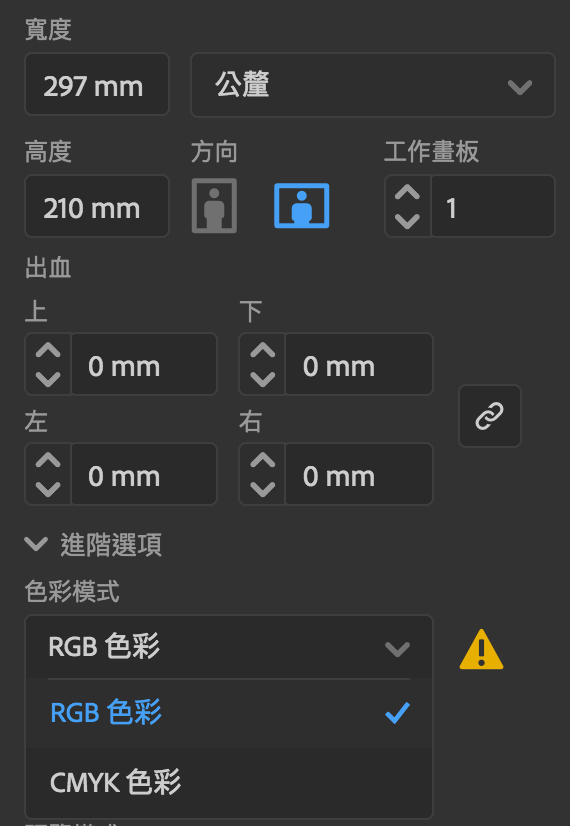 寬度
297 mm 公釐
高度 方向 工作畫板
210 mm 1
出血
上 下
0 mm 0 mm
左 右
0 mm 0 mm
進階選項
色彩模式
RGB 色彩
RGB 色彩
CMYK 色彩